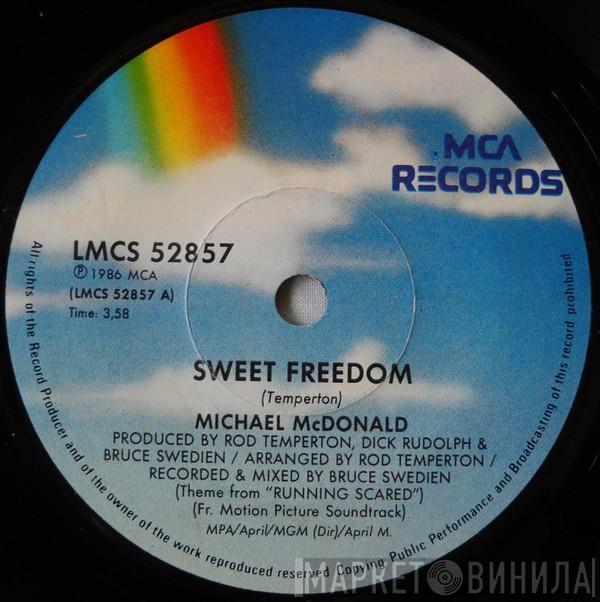 MCA
RECORDS
LMCS 52857
℗ 1986 MCA
(LMCS 52857 A)
Time: 3,58
SWEET FREEDOM
(Temperton)
MICHAEL McDONALD
PRODUCED BY ROD TEMPERTON, DICK RUDOLPH &
BRUCE SWEDIEN / ARRANGED BY ROD TEMPERTON /
RECORDED & MIXED BY BRUCE SWEDIEN
(Theme from "RUNNING SCARED")
(Fr. Motion Picture Soundtrack)
MPA/April/MGM (Dir)/April M.
All rights of the Record Producer and of the owner of the work reproduced reserved Copying Public Performance and Broadcasting of this record prohibited
МАРКЕТ ВИНИЛА